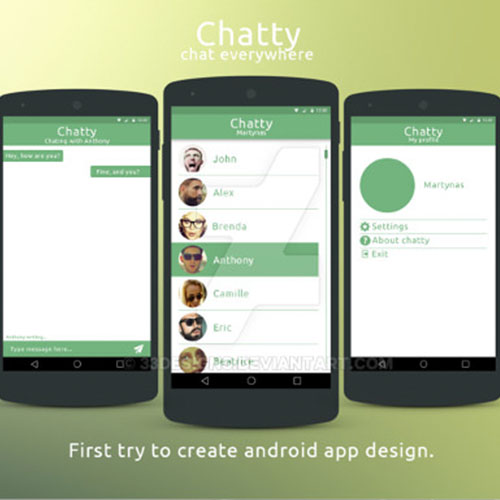 Chatty
chat everywhere
Chatty
Chating with Anthony
Hey, how are you?
Fine, and you?
Anthony writing...
Type message here...
Chatty
Martynas
John
Alex
Brenda
Anthony
Camille
Eric
Beatrice
Chatty
My profile
Martynas
Settings
? About chatty
Exit
© 33DESIGNS.DEVIANTART.COM
First try to create android app design.